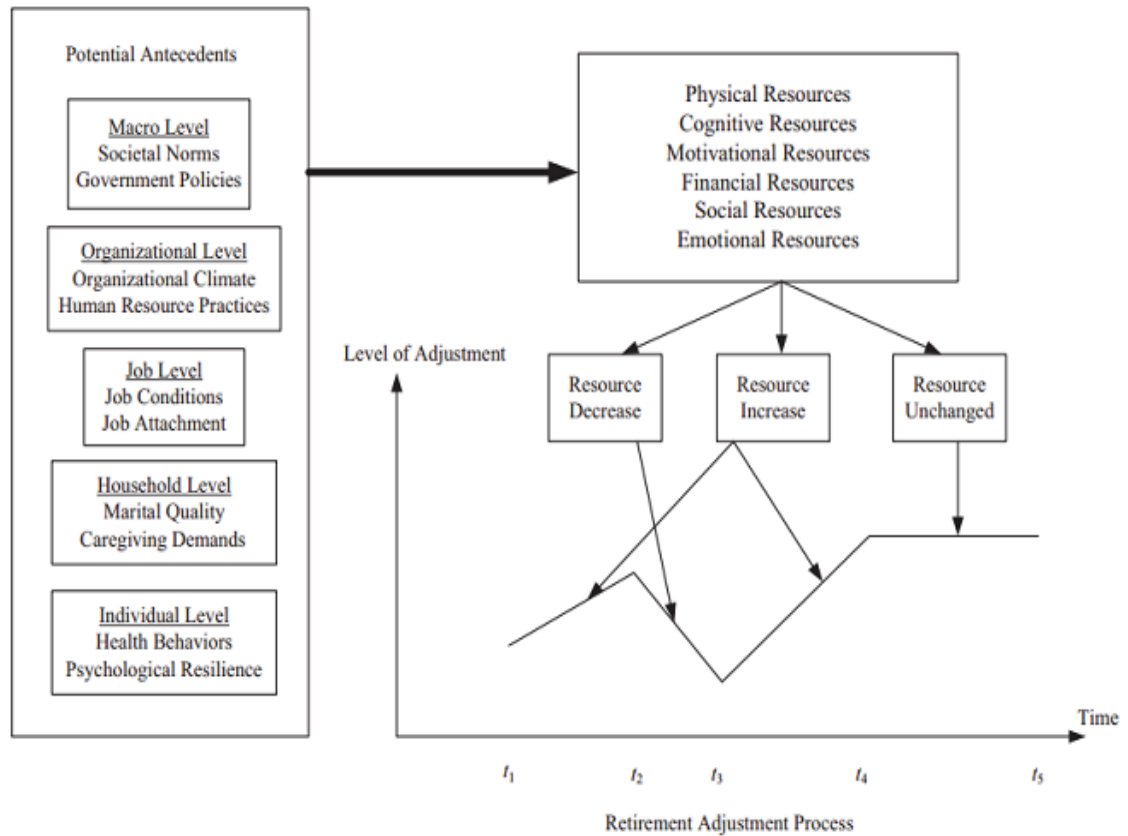 Potential Antecedents
Macro Level
Societal Norms
Government Policies
Organizational Level
Organizational Climate
Human Resource Practices
Job Level
Job Conditions
Job Attachment
Household Level
Marital Quality
Caregiving Demands
Individual Level
Health Behaviors
Psychological Resilience
Physical Resources
Cognitive Resources
Motivational Resources
Financial Resources
Social Resources
Emotional Resources
Resource
Decrease
Resource
Increase
Resource
Unchanged
Level of Adjustment
Time
t1 t2 t3 t4 t5
Retirement Adjustment Process